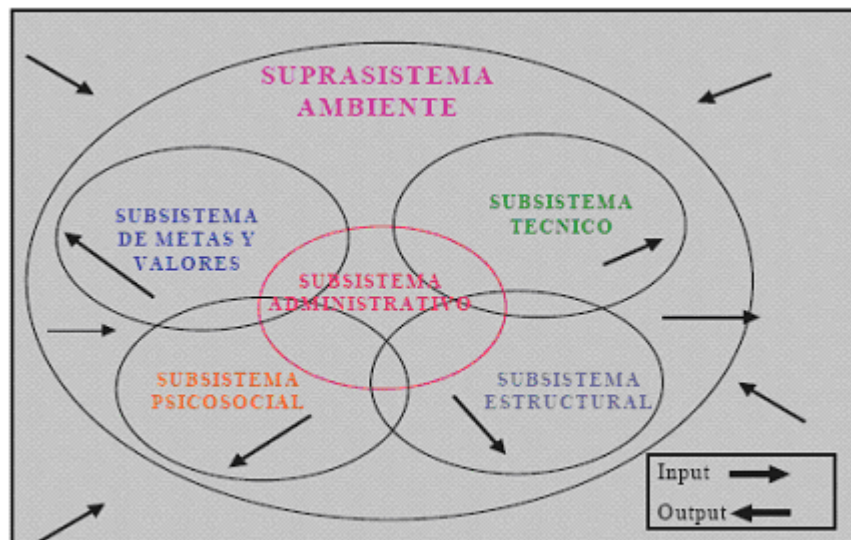 SUPRASISTEMA
AMBIENTE
SUBSISTEMA
DE METAS Y
VALORES
SUBSISTEMA
TECNICO
SUBSISTEMA
ADMINISTRATIVO
SUBSISTEMA
PSICOSOCIAL
SUBSISTEMA
ESTRUCTURAL
Input
Output